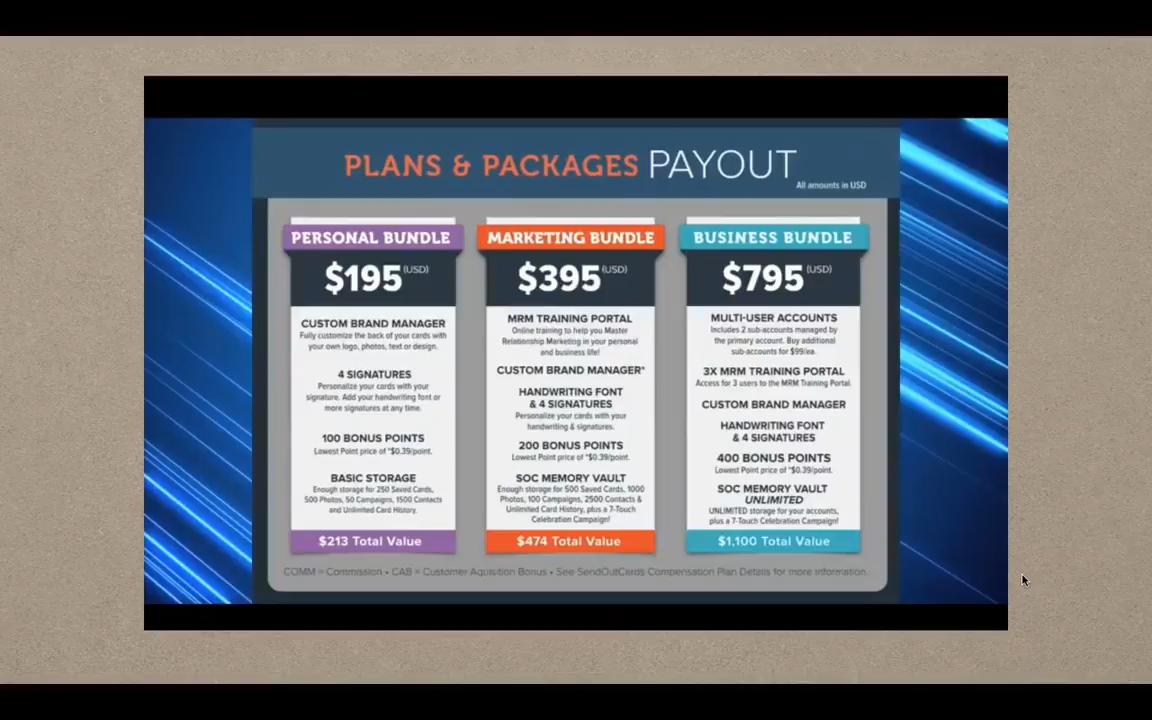 PLANS & PACKAGES PAYOUT
All amounts in USD
PERSONAL BUNDLE
$195 (USD)
CUSTOM BRAND MANAGER
Fully customize the back of your cards with
your own logo, photos, text or design.
4 SIGNATURES
Personalize your cards with your
signature. Add your handwriting font or
more signatures at any time.
100 BONUS POINTS
Lowest Point price of *$0.39/point.
BASIC STORAGE
Enough storage for 250 Saved Cards,
500 Photos, 50 Campaigns, 1500 Contacts
and Unlimited Card History.
$213 Total Value
MARKETING BUNDLE
$395 (USD)
MRM TRAINING PORTAL
Online training to help you Master
Relationship Marketing in your personal
and business life!
CUSTOM BRAND MANAGER*
HANDWRITING FONT
& 4 SIGNATURES
Personalize your cards with your
handwriting & signatures.
200 BONUS POINTS
Lowest Point price of *$0.39/point.
SOC MEMORY VAULT
Enough storage for 500 Saved Cards, 1000
Photos, 100 Campaigns, 2500 Contacts &
Unlimited Card History, plus a 7-Touch
Celebration Campaign!
$474 Total Value
BUSINESS BUNDLE
$795 (USD)
MULTI-USER ACCOUNTS
Includes 2 sub-accounts managed by
the primary account. Buy additional
sub-accounts for $99/ea.
3X MRM TRAINING PORTAL
Access for 3 users to the MRM Training Portal.
CUSTOM BRAND MANAGER
HANDWRITING FONT
& 4 SIGNATURES
400 BONUS POINTS
Lowest Point price of *$0.39/point.
SOC MEMORY VAULT
UNLIMITED
UNLIMITED storage for your accounts,
plus a 7-Touch Celebration Campaign!
$1,100 Total Value
COMM = Commission • CAB = Customer Aquisition Bonus • See SendOutCards Compensation Plan Details for more information.